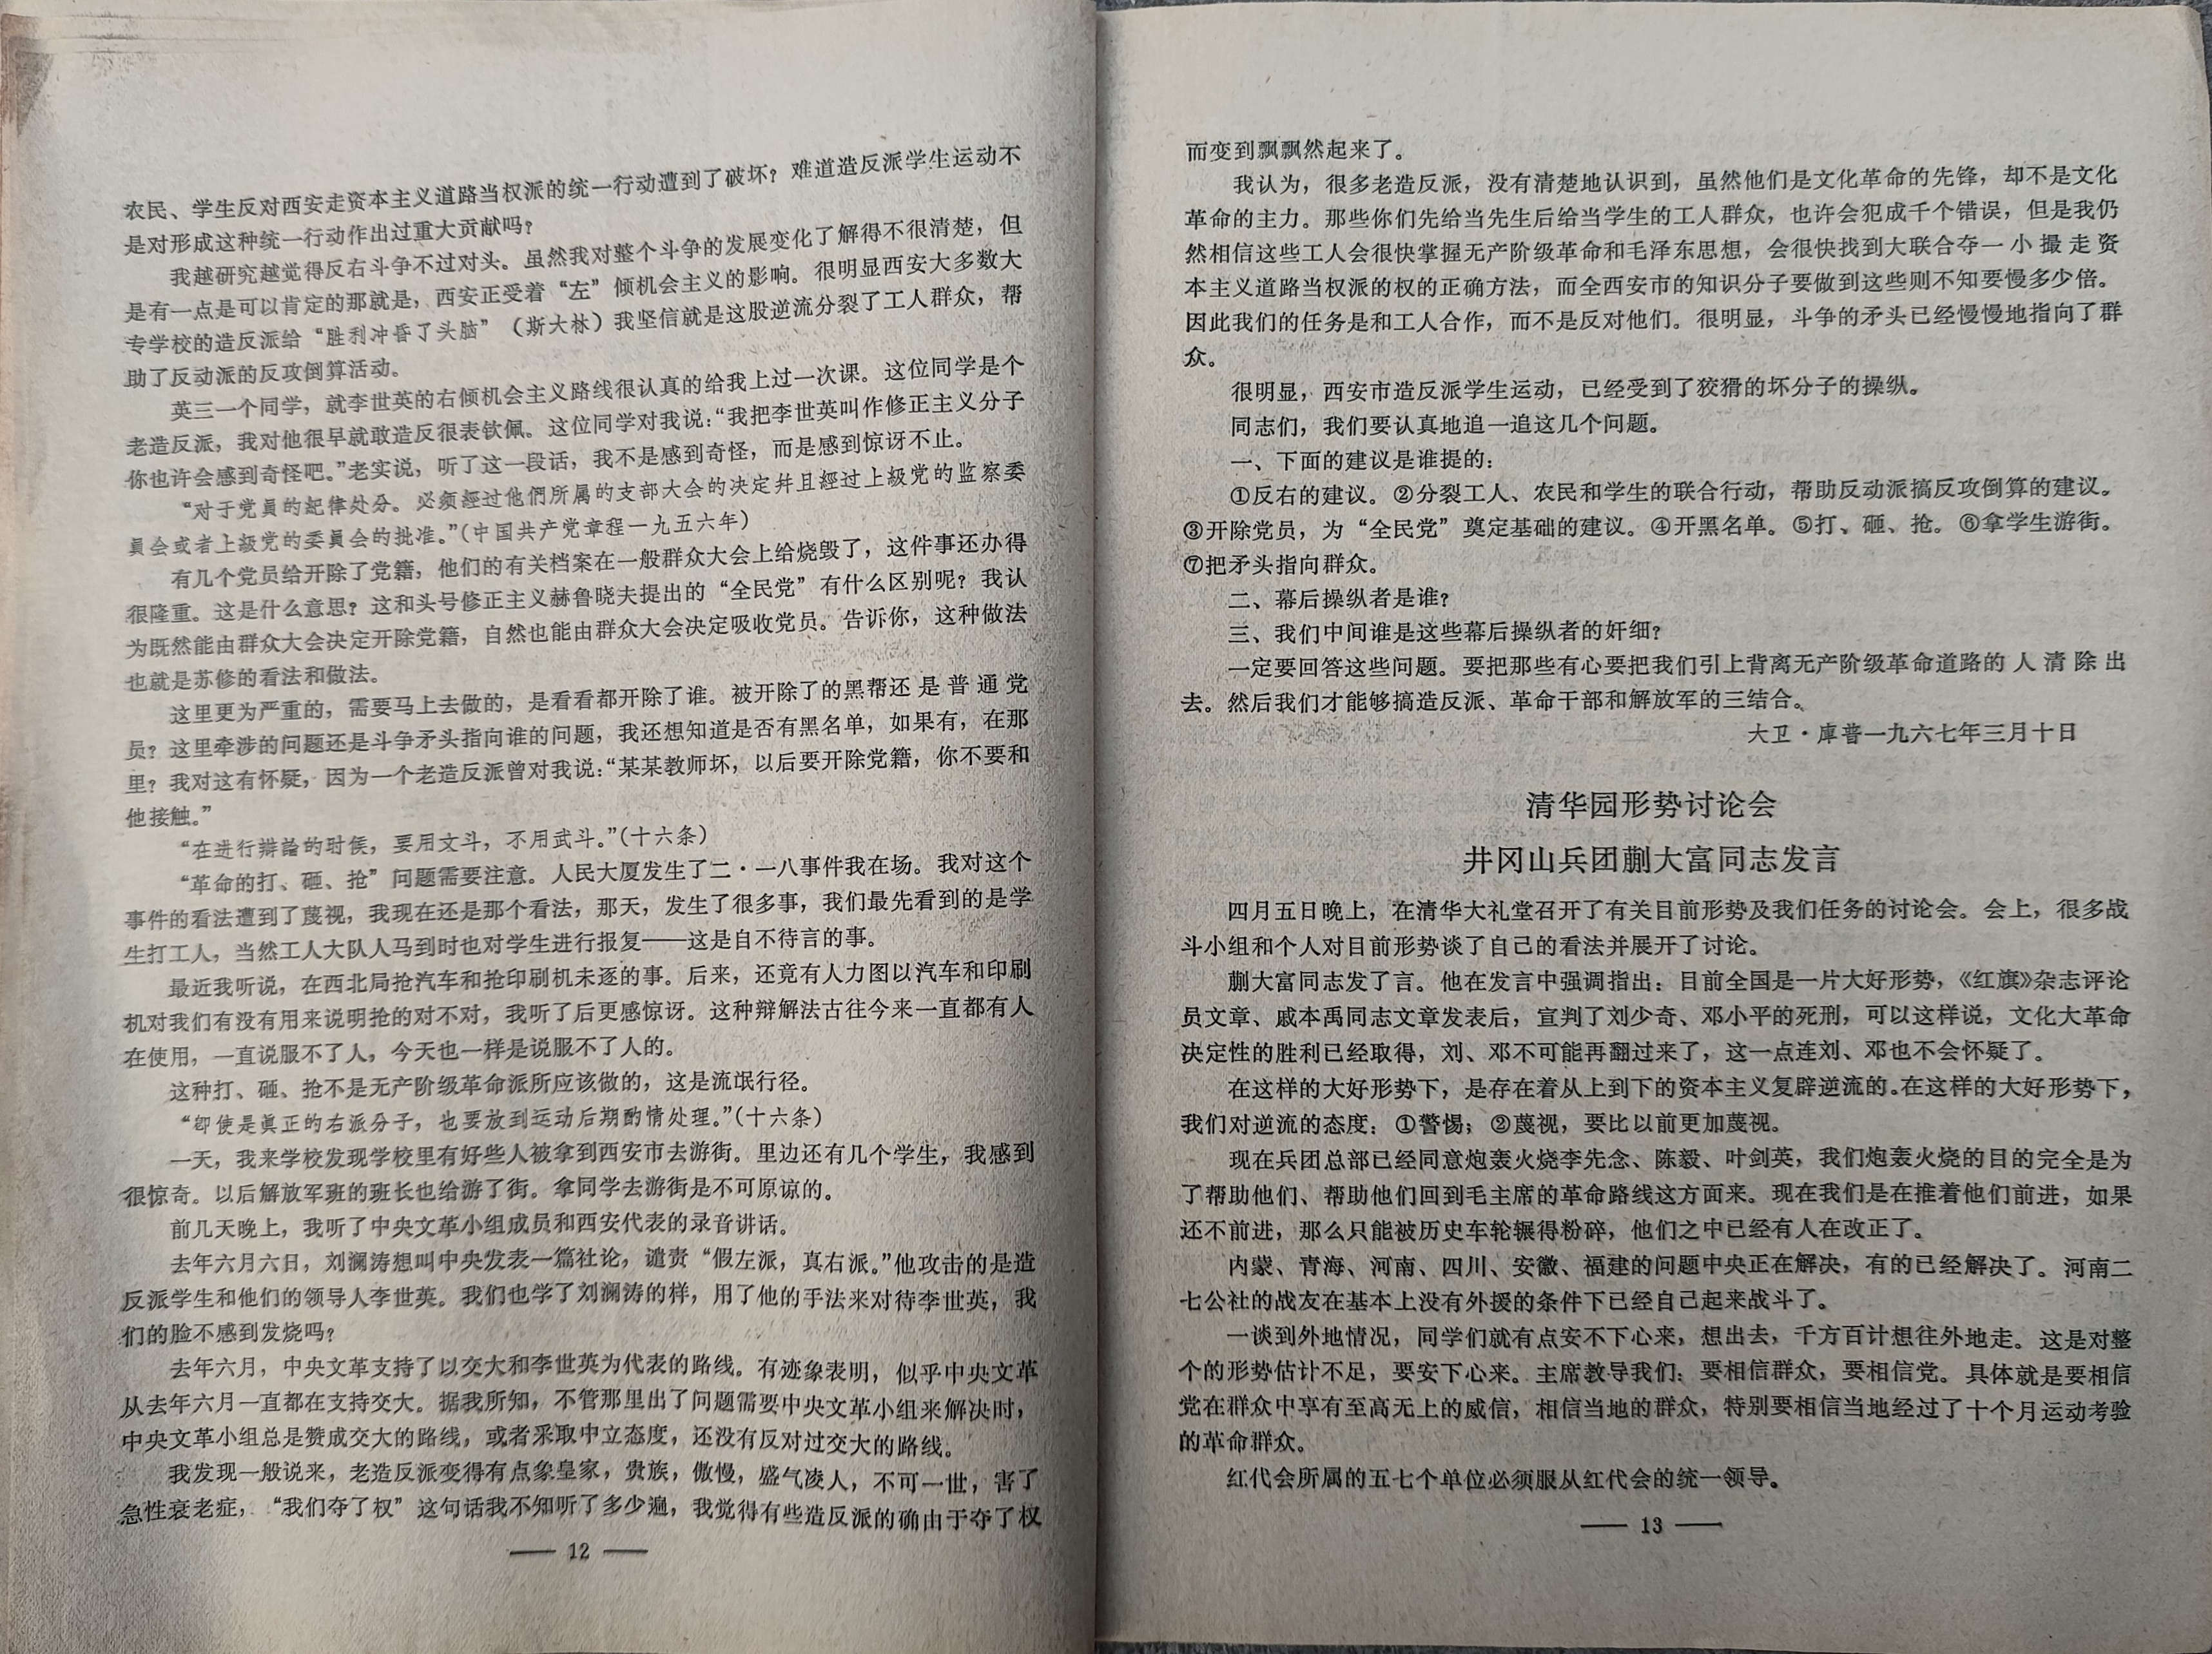 农民、学生反对西安走资本主义道路当权派的统一行动遭到了破坏？难道造反派学生运动不
是对形成这种统一行动作出过重大贡献吗？
我越研究越觉得反右斗争不过对头。虽然我对整个斗争的发展变化了解得不很清楚，但
是有一点是可以肯定的那就是，西安正受着“左”倾机会主义的影响。很明显西安大多数大
专学校的造反派给“胜利冲昏了头脑”（斯大林）我坚信就是这股逆流分裂了工人群众，帮
助了反动派的反攻倒算活动。
英三一个同学，就李世英的右倾机会主义路线很认真的给我上过一次课。这位同学是个
老造反派，我对他很早就敢造反很表钦佩。这位同学对我说：“我把李世英叫作修正主义分子
你也许会感到奇怪吧。”老实说，听了这一段话，我不是感到奇怪，而是感到惊讶不止。
“对于党員的紀律处分。必须經过他們所属的支部大会的决定幷且經过上級党的监察委
員会或者上級党的委員会的批准。”（中国共产党章程一九五六年）
有几个党员给开除了党籍，他们的有关档案在一般群众大会上给烧毁了，这件事还办得
很隆重。这是什么意思？这和头号修正主义赫鲁晓夫提出的“全民党”有什么区别呢？我认
为既然能由群众大会决定开除党籍，自然也能由群众大会决定吸收党员。告诉你，这种做法
也就是苏修的看法和做法。
这里更为严重的，需要马上去做的，是看看都开除了谁。被开除了的黑帮还是普通党
员？这里牵涉的问题还是斗争矛头指向谁的问题，我还想知道是否有黑名单，如果有，在那
里？我对这有怀疑，因为一个老造反派曾对我说：“某某教师坏，以后要开除党籍，你不要和
他接触。”
“在进行辩論的时候，要用文斗，不用武斗。”（十六条）
“革命的打、砸、抢”问题需要注意。人民大厦发生了二·一八事件我在场。我对这个
事件的看法遭到了蔑视，我现在还是那个看法，那天，发生了很多事，我们最先看到的是学
生打工人，当然工人大队人马到时也对学生进行报复——这是自不待言的事。
最近我听说，在西北局抢汽车和抢印刷机未逐的事。后来，还竟有人力图以汽车和印刷
机对我们有没有用来说明抢的对不对，我听了后更感惊讶。这种辩解法古往今来一直都有人
在使用，一直说服不了人，今天也一样是说服不了人的。
这种打、砸、抢不是无产阶级革命派所应该做的，这是流氓行径。
“卽使是眞正的右派分子，也要放到运动后期酌情处理。”（十六条）
一天，我来学校发现学校里有好些人被拿到西安市去游街。里边还有几个学生，我感到
很惊奇。以后解放军班的班长也给游了街。拿同学去游街是不可原谅的。
前几天晚上，我听了中央文革小组成员和西安代表的录音讲话。
去年六月六日，刘澜涛想叫中央发表一篇社论，谴责“假左派，真右派。”他攻击的是造
反派学生和他们的领导人李世英。我们也学了刘澜涛的样，用了他的手法来对待李世英，我
们的脸不感到发烧吗？
去年六月，中央文革支持了以交大和李世英为代表的路线。有迹象表明，似乎中央文革
从去年六月一直都在支持交大。据我所知，不管那里出了问题需要中央文革小组来解决时，
中央文革小组总是赞成交大的路线，或者采取中立态度，还没有反对过交大的路线。
我发现一般说来，老造反派变得有点象皇家，贵族，傲慢，盛气凌人，不可一世，害了
急性衰老症，“我们夺了权”这句话我不知听了多少遍，我觉得有些造反派的确由于夺了权
—— 12 ——
而变到飘飘然起来了。
我认为，很多老造反派，没有清楚地认识到，虽然他们是文化革命的先锋，却不是文化
革命的主力。那些你们先给当先生后给当学生的工人群众，也许会犯成千个错误，但是我仍
然相信这些工人会很快掌握无产阶级革命和毛泽东思想，会很快找到大联合夺一小撮走资
本主义道路当权派的权的正确方法，而全西安市的知识分子要做到这些则不知要慢多少倍。
因此我们的任务是和工人合作，而不是反对他们。很明显，斗争的矛头已经慢慢地指向了群
众。
很明显，西安市造反派学生运动，已经受到了狡猾的坏分子的操纵。
同志们，我们要认真地追一追这几个问题。
一、下面的建议是谁提的：
①反右的建议。②分裂工人、农民和学生的联合行动，帮助反动派搞反攻倒算的建议。
③开除党员，为“全民党”奠定基础的建议。④开黑名单。⑤打、砸、抢。⑥拿学生游街。
⑦把矛头指向群众。
二、幕后操纵者是谁？
三、我们中间谁是这些幕后操纵者的奸细？
一定要回答这些问题。要把那些有心要把我们引上背离无产阶级革命道路的人清除出
去。然后我们才能够搞造反派、革命干部和解放军的三结合。
大卫·库普一九六七年三月十日
清华园形势讨论会
井冈山兵团蒯大富同志发言
四月五日晚上，在清华大礼堂召开了有关目前形势及我们任务的讨论会。会上，很多战
斗小组和个人对目前形势谈了自己的看法并展开了讨论。
蒯大富同志发了言。他在发言中强调指出：目前全国是一片大好形势，《红旗》杂志评论
员文章、戚本禹同志文章发表后，宣判了刘少奇、邓小平的死刑，可以这样说，文化大革命
决定性的胜利已经取得，刘、邓不可能再翻过来了，这一点连刘、邓也不会怀疑了。
在这样的大好形势下，是存在着从上到下的资本主义复辟逆流的。在这样的大好形势下，
我们对逆流的态度：①警惕；②蔑视，要比以前更加蔑视。
现在兵团总部已经同意炮轰火烧李先念、陈毅、叶剑英，我们炮轰火烧的目的完全是为
了帮助他们、帮助他们回到毛主席的革命路线这方面来。现在我们是在推着他们前进，如果
还不前进，那么只能被历史车轮辗得粉碎，他们之中已经有人在改正了。
内蒙、青海、河南、四川、安徽、福建的问题中央正在解决，有的已经解决了。河南二
七公社的战友在基本上没有外援的条件下已经自己起来战斗了。
一谈到外地情况，同学们就有点安不下心来，想出去，千方百计想往外地走。这是对整
个的形势估计不足，要安下心来。主席教导我们：要相信群众，要相信党。具体就是要相信
党在群众中享有至高无上的威信，相信当地的群众，特别要相信当地经过了十个月运动考验
的革命群众。
红代会所属的五七个单位必须服从红代会的统一领导。
—— 13 ——